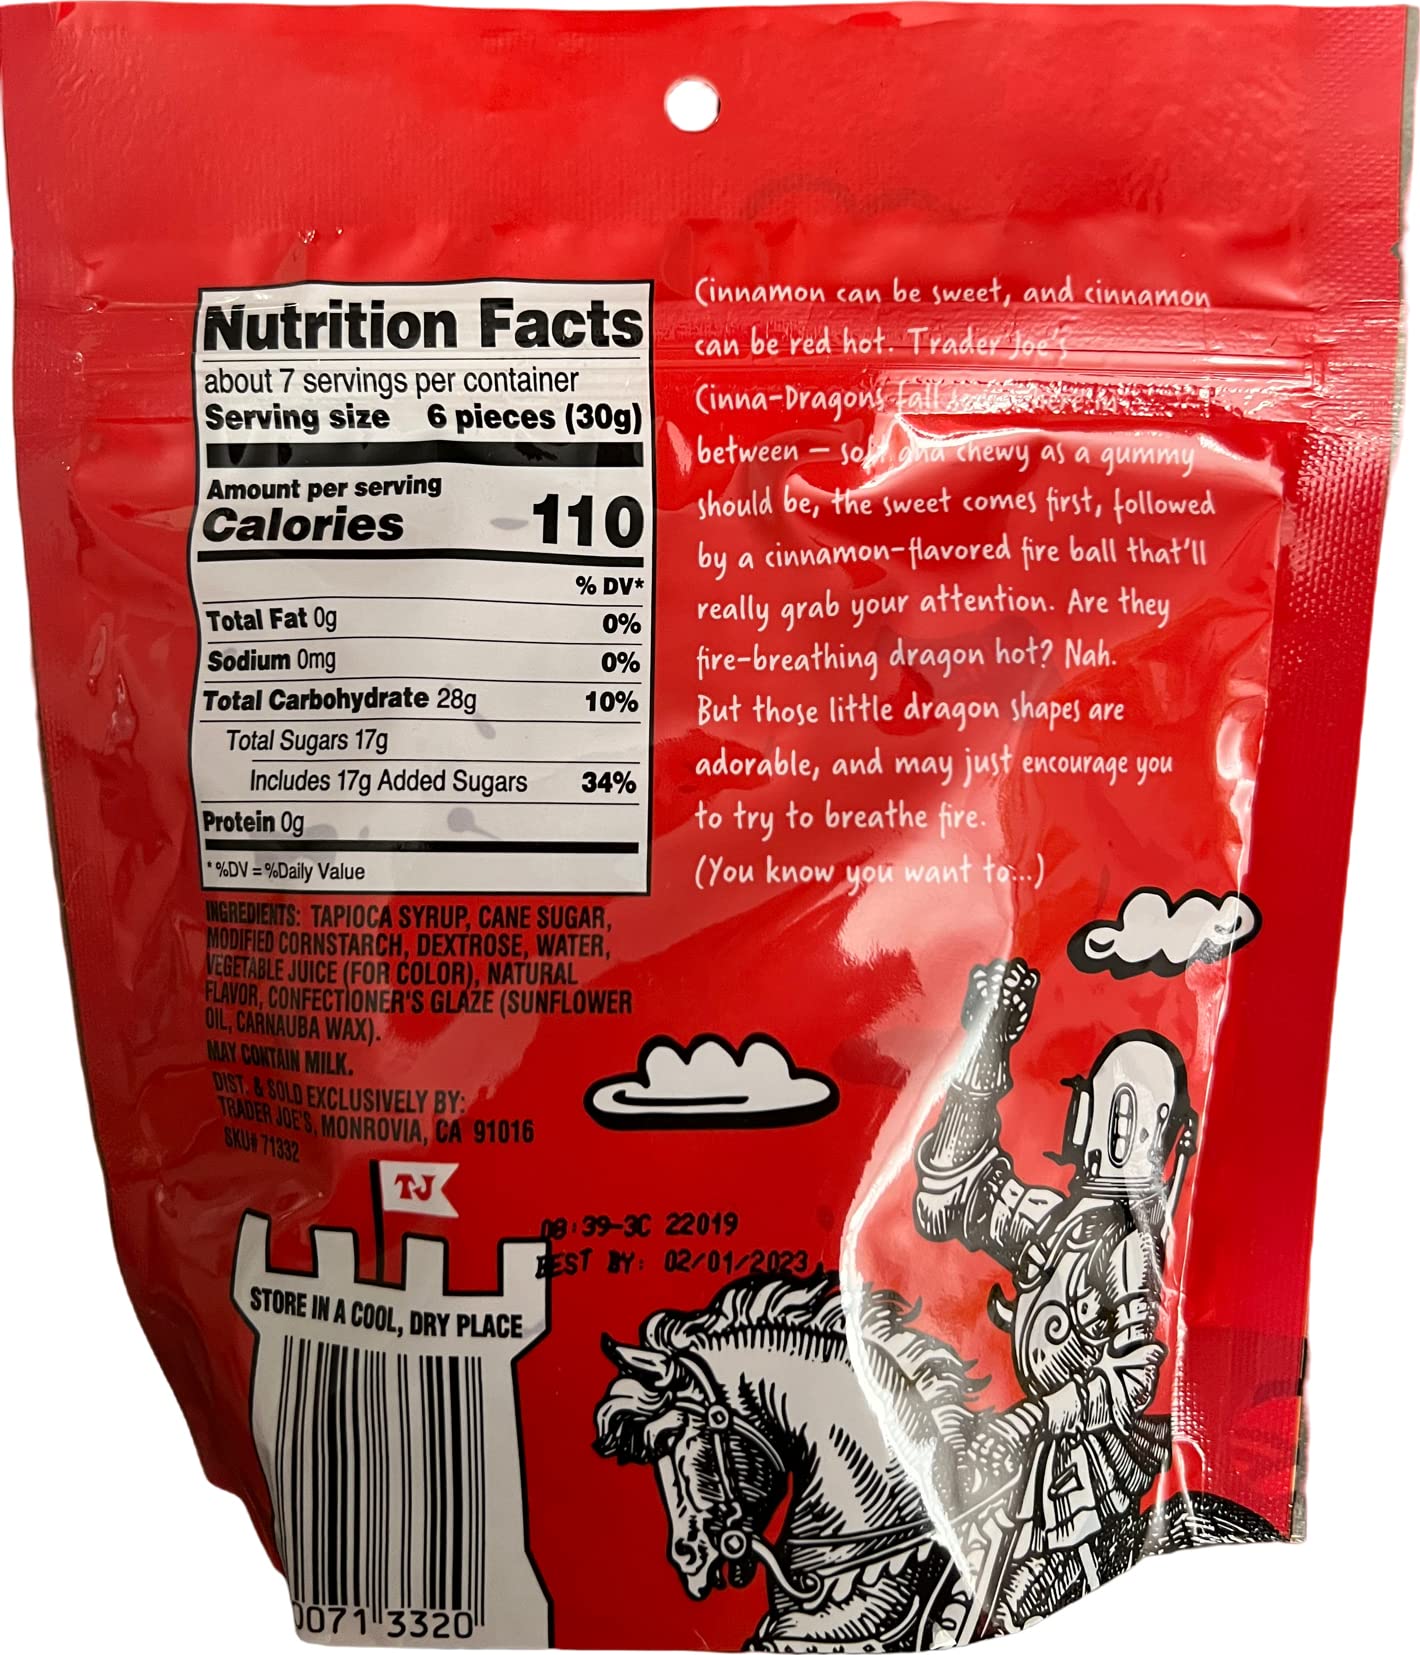 Nutrition Facts
about 7 servings per container
Serving size 6 pieces (30g)
Amount per serving
Calories 110
% DV*
Total Fat 0g 0%
Sodium 0mg 0%
Total Carbohydrate 28g 10%
Total Sugars 17g
Includes 17g Added Sugars 34%
Protein 0g
*%DV = %Daily Value
INGREDIENTS: TAPIOCA SYRUP, CANE SUGAR,
MODIFIED CORNSTARCH, DEXTROSE, WATER,
VEGETABLE JUICE (FOR COLOR), NATURAL
FLAVOR, CONFECTIONER'S GLAZE (SUNFLOWER
OIL, CARNAUBA WAX).
MAY CONTAIN MILK.
DIST. & SOLD EXCLUSIVELY BY:
TRADER JOE'S, MONROVIA, CA 91016
SKU# 71332
Cinnamon can be sweet, and cinnamon
can be red hot. Trader Joe's
Cinna-Dragons fall
between – soft and chewy as a gummy
should be, the sweet comes first, followed
by a cinnamon-flavored fire ball that'll
really grab your attention. Are they
fire-breathing dragon hot? Nah.
But those little dragon shapes are
adorable, and may just encourage you
to try to breathe fire.
(You know you want to...)
TJ
08:39-3C 22019
BEST BY: 02/01/2023
STORE IN A COOL, DRY PLACE
0071 3320